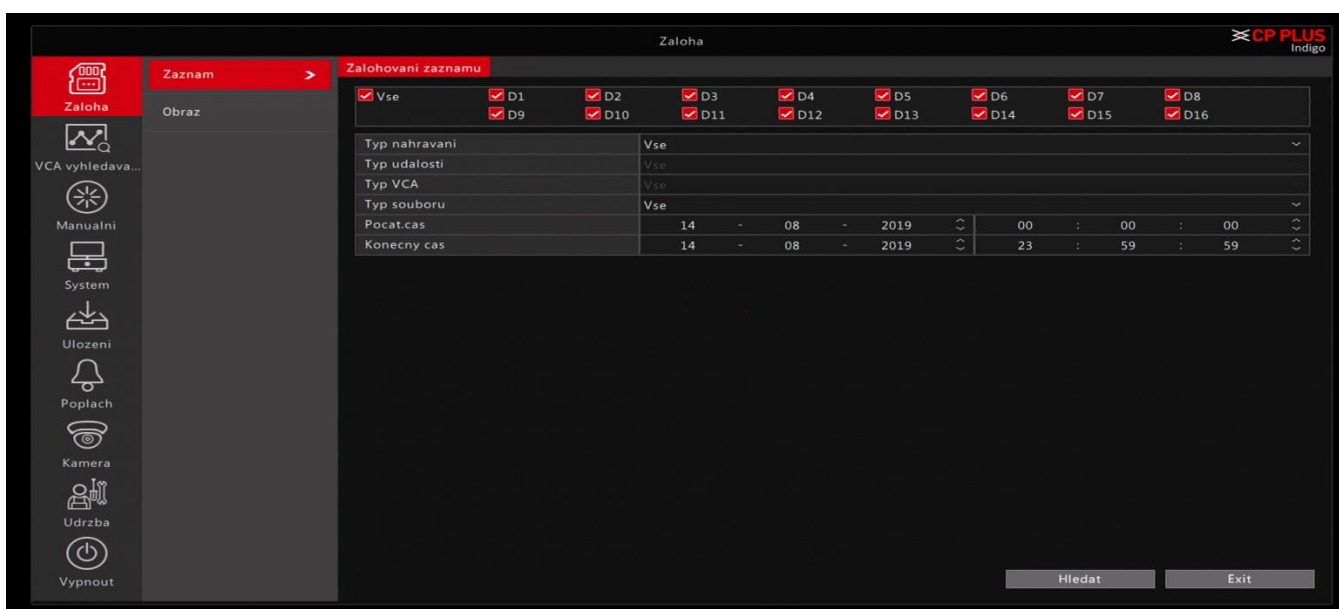 Zaloha
CP PLUS
Indigo
Zaloha
VCA vyhledava...
Manualni
System
Ulozeni
Poplach
Kamera
Udrzba
Vypnout
Zaznam >
Obraz
Zalohovani zaznamu
Vse D1 D2 D3 D4 D5 D6 D7 D8
D9 D10 D11 D12 D13 D14 D15 D16
Typ nahravani Vse
Typ udalosti Vse
Typ VCA Vse
Typ souboru Vse
Pocat.cas 14 - 08 - 2019 00 : 00 : 00
Konecny cas 14 - 08 - 2019 23 : 59 : 59
Hledat Exit